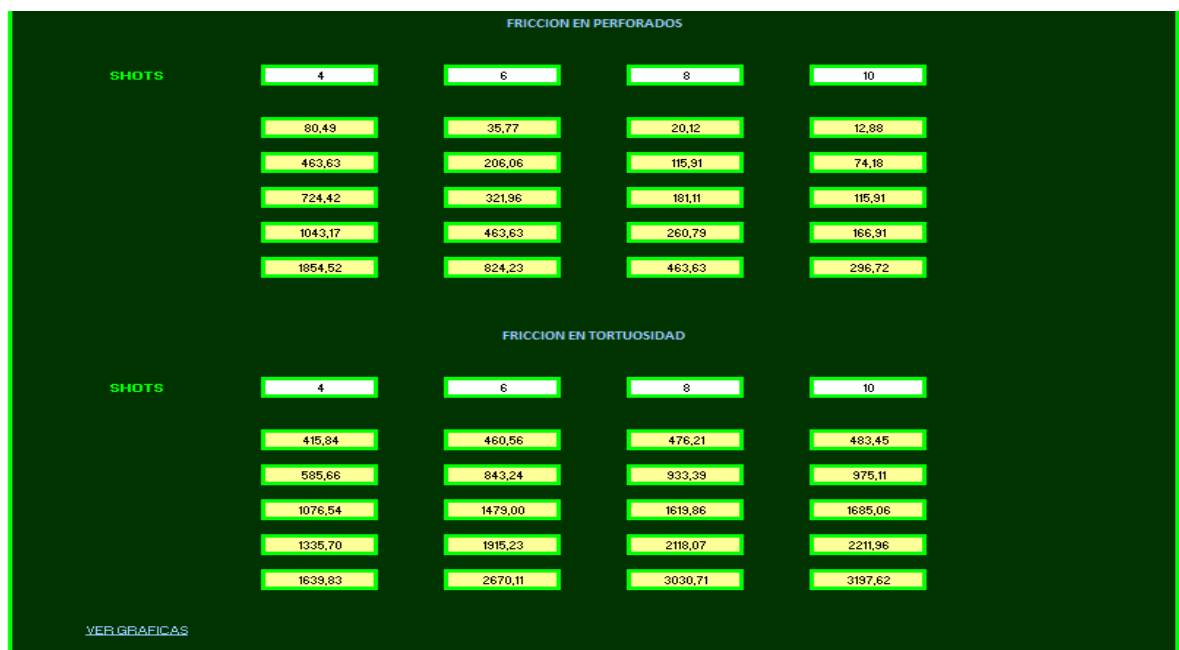 FRICCION EN PERFORADOS
SHOTS 4 6 8 10
80,49 35,77 20,12 12,88
463,63 206,06 115,91 74,18
724,42 321,96 181,11 115,91
1043,17 463,63 260,79 166,91
1854,52 824,23 463,63 296,72
FRICCION EN TORTUOSIDAD
SHOTS 4 6 8 10
415,84 460,56 476,21 483,45
585,66 843,24 933,39 975,11
1076,54 1479,00 1619,86 1685,06
1335,70 1915,23 2118,07 2211,96
1639,83 2670,11 3030,71 3197,62
VER GRAFICAS